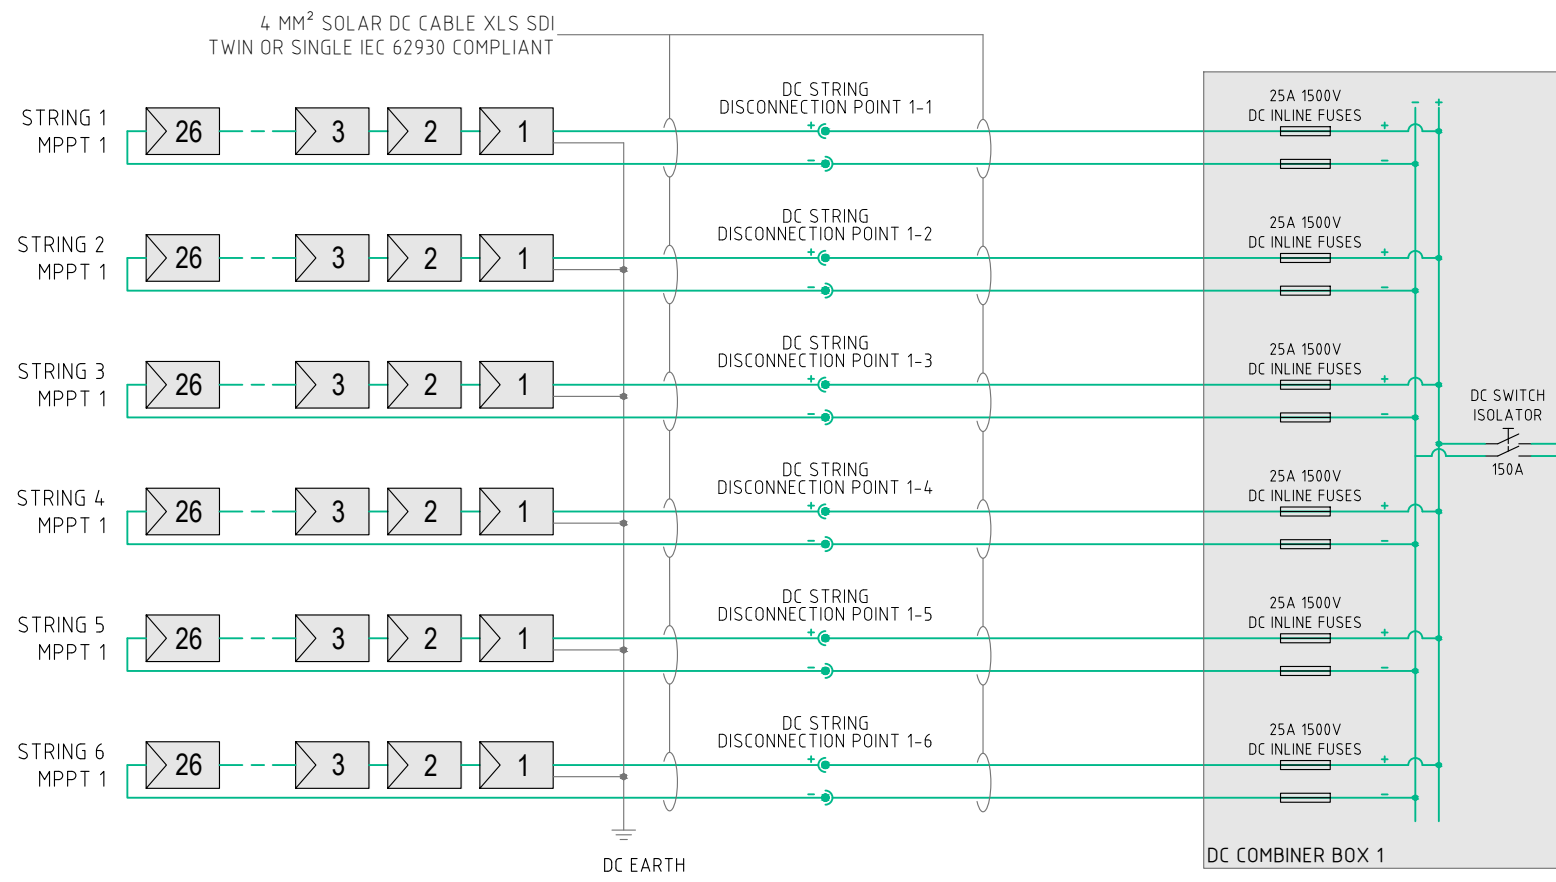 4 MM² SOLAR DC CABLE XLS SDI
TWIN OR SINGLE IEC 62930 COMPLIANT
STRING 1
MPPT 1
26
3
2
1
DC STRING
DISCONNECTION POINT 1-1
+
-
25A 1500V
DC INLINE FUSES
+
-
- +
STRING 2
MPPT 1
26
3
2
1
DC STRING
DISCONNECTION POINT 1-2
+
-
25A 1500V
DC INLINE FUSES
+
-
STRING 3
MPPT 1
26
3
2
1
DC STRING
DISCONNECTION POINT 1-3
+
-
25A 1500V
DC INLINE FUSES
+
-
DC SWITCH
ISOLATOR
150A
STRING 4
MPPT 1
26
3
2
1
DC STRING
DISCONNECTION POINT 1-4
+
-
25A 1500V
DC INLINE FUSES
+
-
STRING 5
MPPT 1
26
3
2
1
DC STRING
DISCONNECTION POINT 1-5
+
-
25A 1500V
DC INLINE FUSES
+
-
STRING 6
MPPT 1
26
3
2
1
DC STRING
DISCONNECTION POINT 1-6
+
-
25A 1500V
DC INLINE FUSES
+
-
DC EARTH
DC COMBINER BOX 1